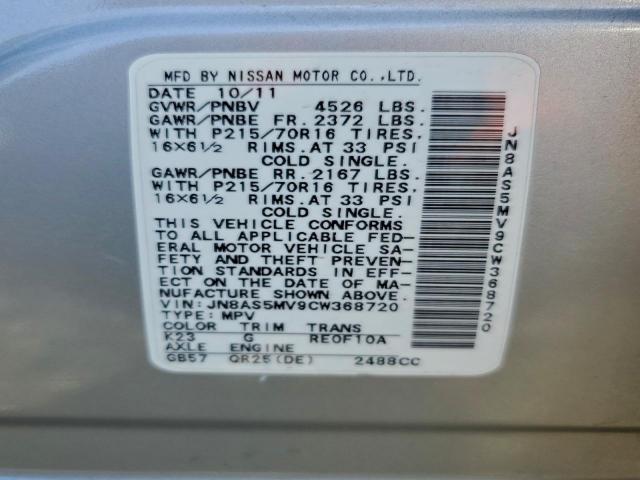 MFD BY NISSAN MOTOR CO.,LTD.
DATE 10/11
GVWR/PNBV 4526 LBS.
GAWR/PNBE FR. 2372 LBS.
WITH P215/70R16 TIRES.
16X6½ RIMS. AT 33 PSI
COLD SINGLE.
GAWR/PNBE RR. 2167 LBS.
WITH P215/70R16 TIRES.
16X6½ RIMS. AT 33 PSI
COLD SINGLE.
THIS VEHICLE CONFORMS
TO ALL APPLICABLE FED-
ERAL MOTOR VEHICLE SA-
FETY AND THEFT PREVEN-
TION STANDARDS IN EFF-
ECT ON THE DATE OF MA-
NUFACTURE SHOWN ABOVE.
VIN: JN8AS5MV9CW368720
TYPE: MPV
COLOR TRIM TRANS
K23 G RE0F10A
AXLE ENGINE
GB57 QR25(DE) 2488CC
JN8AS5MV9CW368720